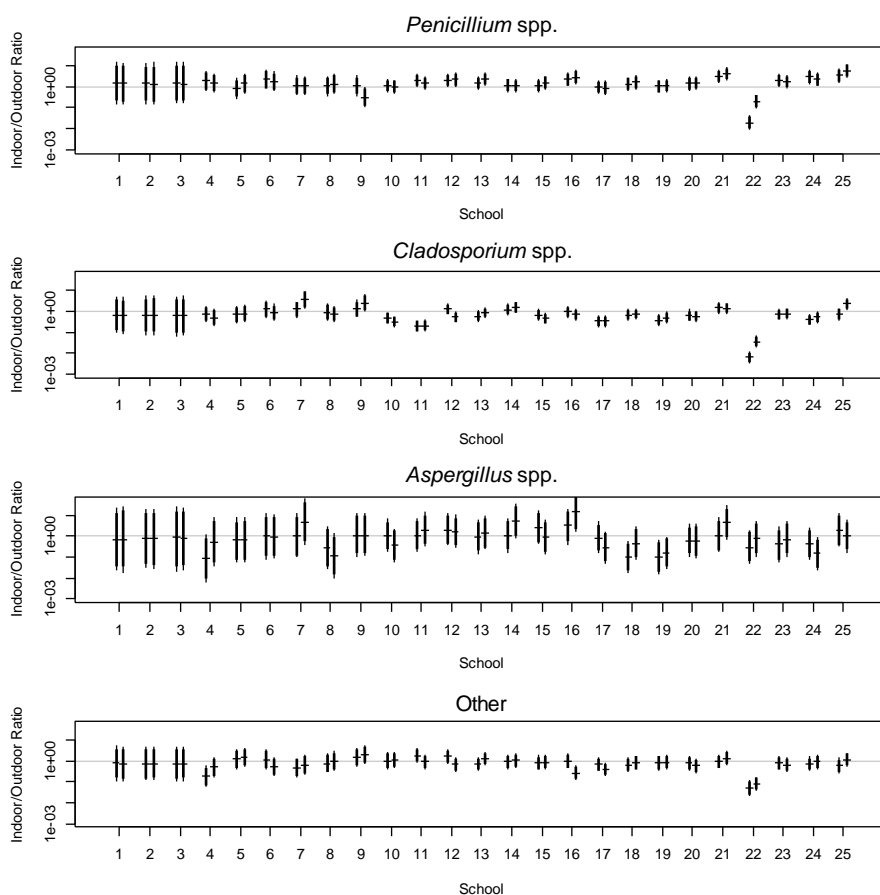 Penicillium spp.
Indoor/Outdoor Ratio
1e+00
1e-03
1 2 3 4 5 6 7 8 9 10 11 12 13 14 15 16 17 18 19 20 21 22 23 24 25
School
Cladosporium spp.
Indoor/Outdoor Ratio
1e+00
1e-03
1 2 3 4 5 6 7 8 9 10 11 12 13 14 15 16 17 18 19 20 21 22 23 24 25
School
Aspergillus spp.
Indoor/Outdoor Ratio
1e+00
1e-03
1 2 3 4 5 6 7 8 9 10 11 12 13 14 15 16 17 18 19 20 21 22 23 24 25
School
Other
Indoor/Outdoor Ratio
1e+00
1e-03
1 2 3 4 5 6 7 8 9 10 11 12 13 14 15 16 17 18 19 20 21 22 23 24 25
School